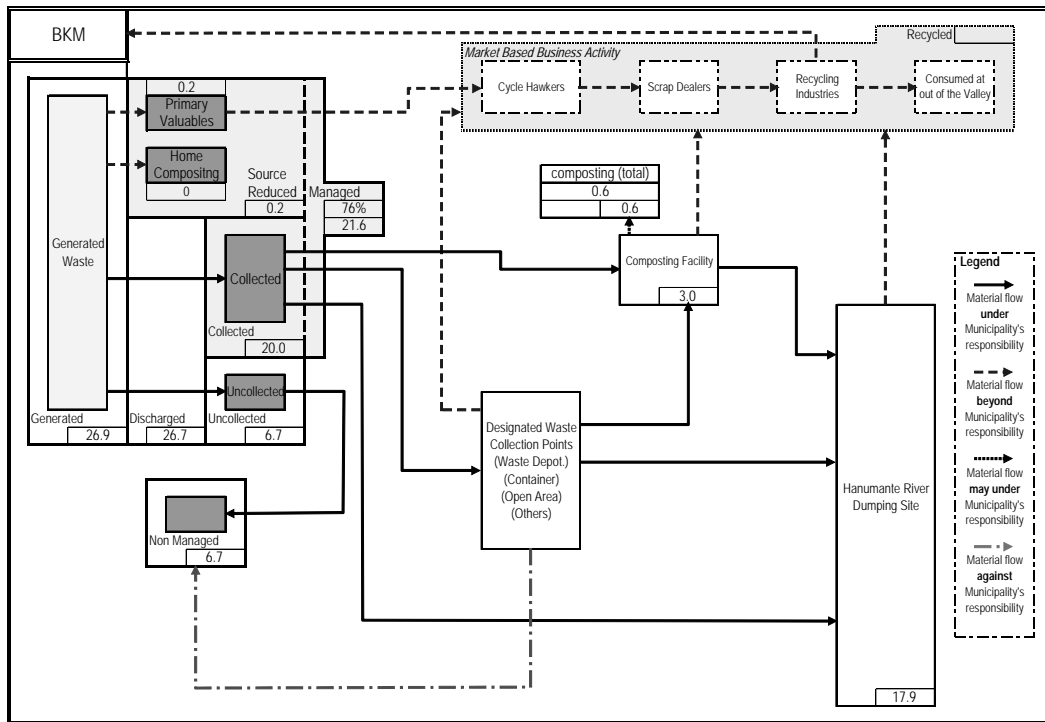 BKM
Recycled
Market Based Business Activity
Cycle Hawkers
Scrap Dealers
Recycling
Industries
Consumed at
out of the Valley
0.2
Primary
Valuables
Home
Compositng
0
Source
Reduced
0.2
Managed
76%
21.6
composting (total)
0.6
0.6
Generated
Waste
Collected
Collected
20.0
Composting Facility
3.0
Uncollected
Generated
26.9
Discharged
26.7
Uncollected
6.7
Designated Waste
Collection Points
(Waste Depot.)
(Container)
(Open Area)
(Others)
Hanumante River
Dumping Site
17.9
Non Managed
6.7
Legend
Material flow
under
Municipality's
responsibility
Material flow
beyond
Municipality's
responsibility
Material flow
may under
Municipality's
responsibility
Material flow
against
Municipality's
responsibility